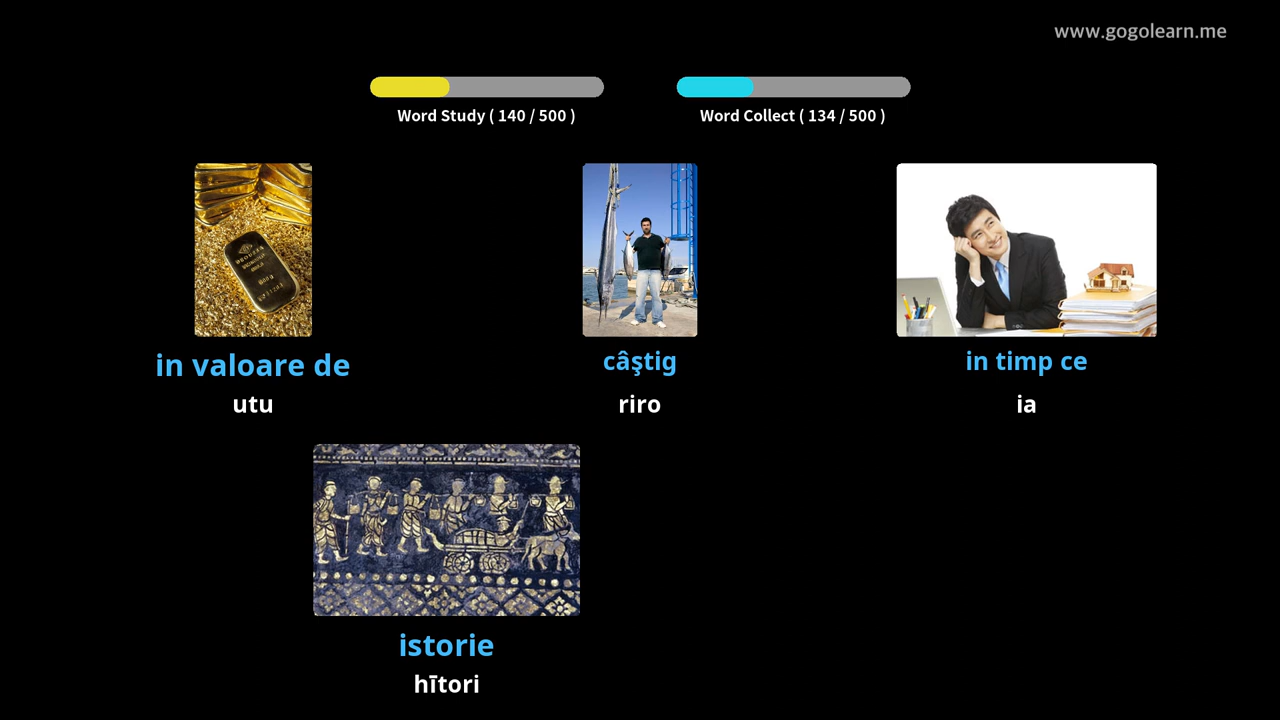 www.gogolearn.me
Word Study ( 140 / 500 )
Word Collect ( 134 / 500 )
in valoare de
utu
câştig
riro
in timp ce
ia
istorie
hītori